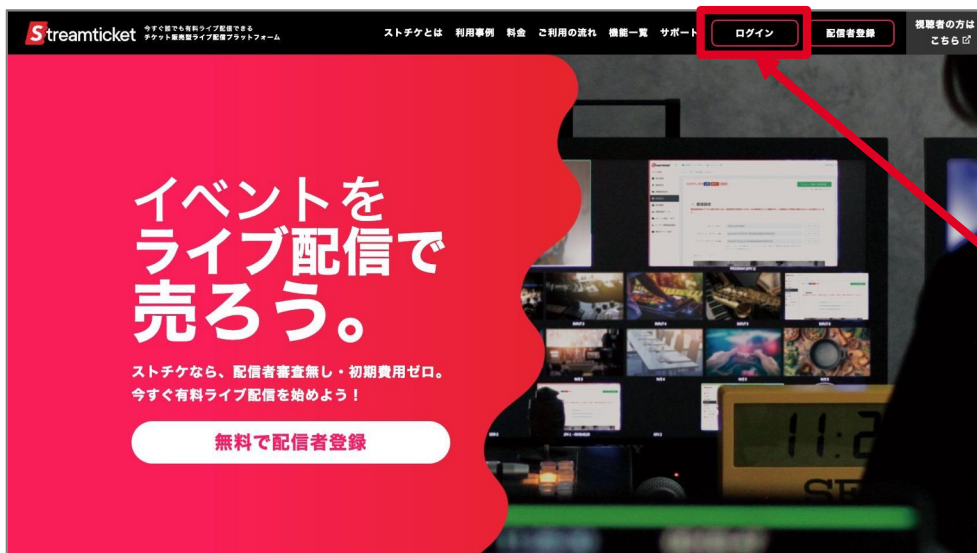 Streamticket
今すぐ誰でも有料ライブ配信できる
チケット販売型ライブ配信プラットフォーム
ストチケとは 利用事例 料金 ご利用の流れ 機能一覧 サポート
ログイン
配信者登録
視聴者の方は
こちら
イベントを
ライブ配信で
売ろう。
ストチケなら、配信者審査無し・初期費用ゼロ。
今すぐ有料ライブ配信を始めよう！
無料で配信者登録
11:2